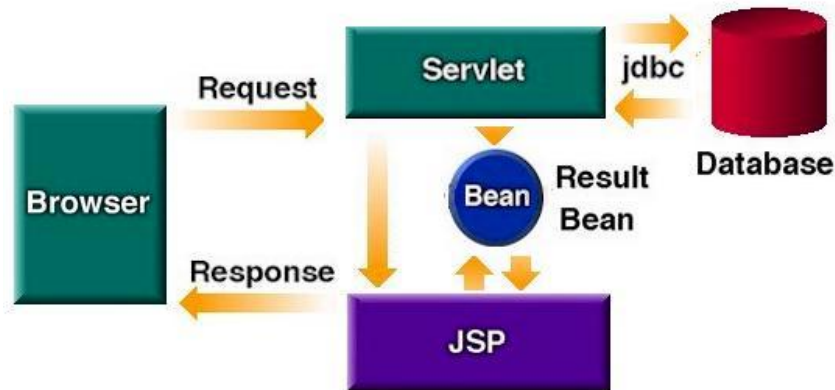 Servlet
jdbc
Request
Database
Browser
Bean
Result
Bean
Response
JSP